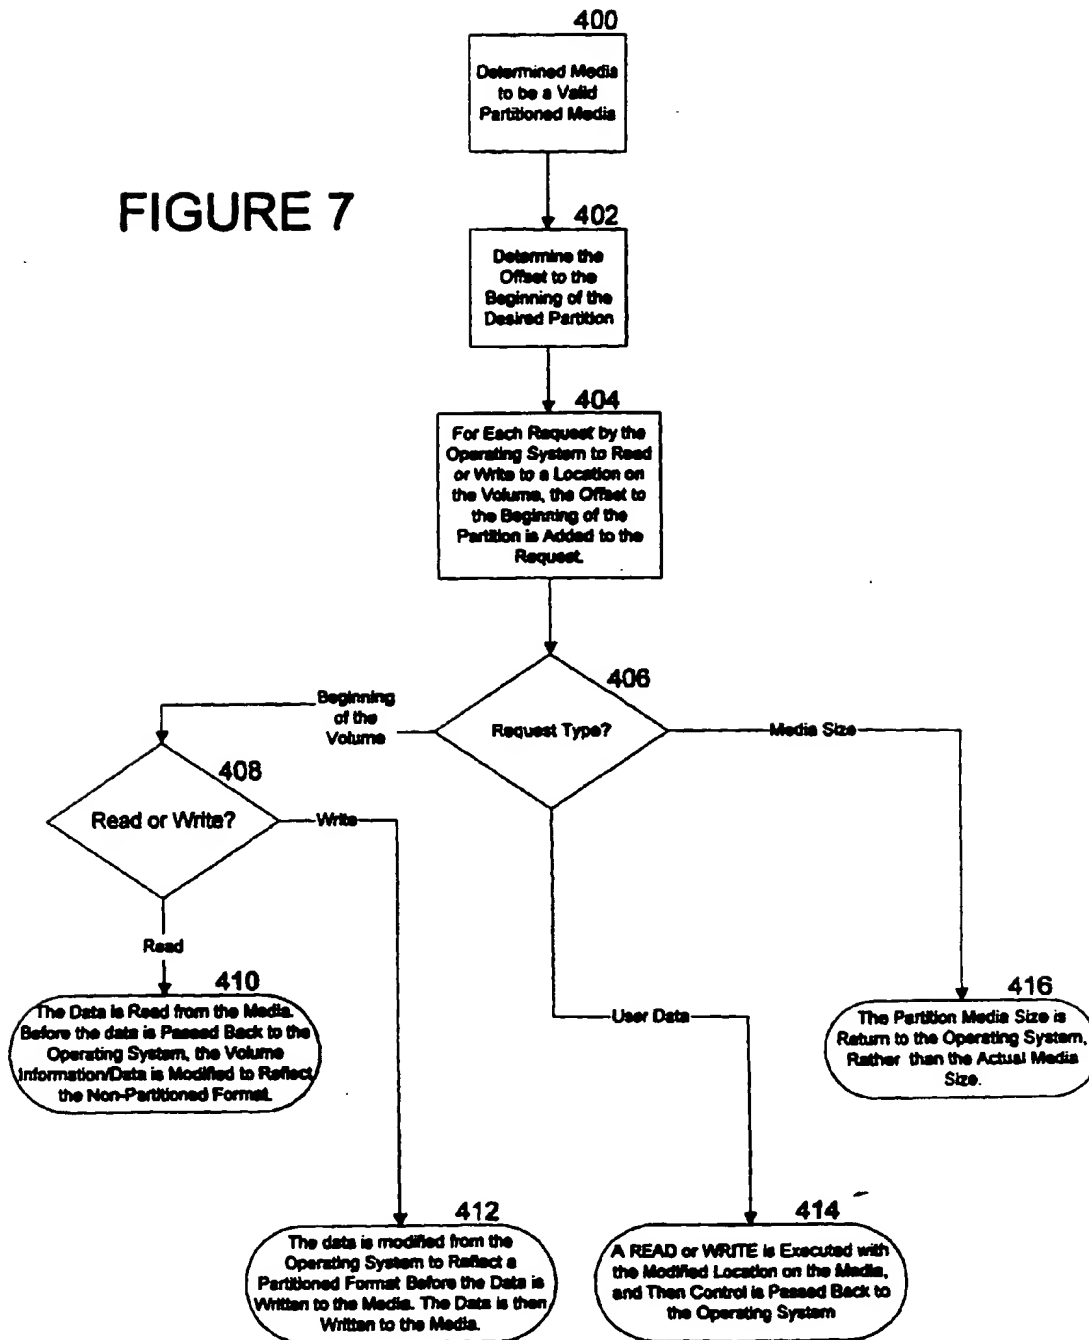 400
Determined Media
to be a Valid
Partitioned Media
FIGURE 7
402
Determine the
Offset to the
Beginning of the
Desired Partition
404
For Each Request by the
Operating System to Read
or Write to a Location on
the Volume, the Offset to
the Beginning of the
Partition is Added to the
Request.
406
Request Type?
Beginning
of the
Volume
Media Size
408
Read or Write?
Write
Read
User Data
410
The Data is Read from the Media.
Before the data is Passed Back to the
Operating System, the Volume
Information/Data is Modified to Reflect
the Non-Partitioned Format.
416
The Partition Media Size is
Return to the Operating System,
Rather than the Actual Media
Size.
412
The data is modified from the
Operating System to Reflect a
Partitioned Format Before the Data is
Written to the Media. The Data is then
Written to the Media.
414
A READ or WRITE is Executed with
the Modified Location on the Media,
and Then Control is Passed Back to
the Operating System